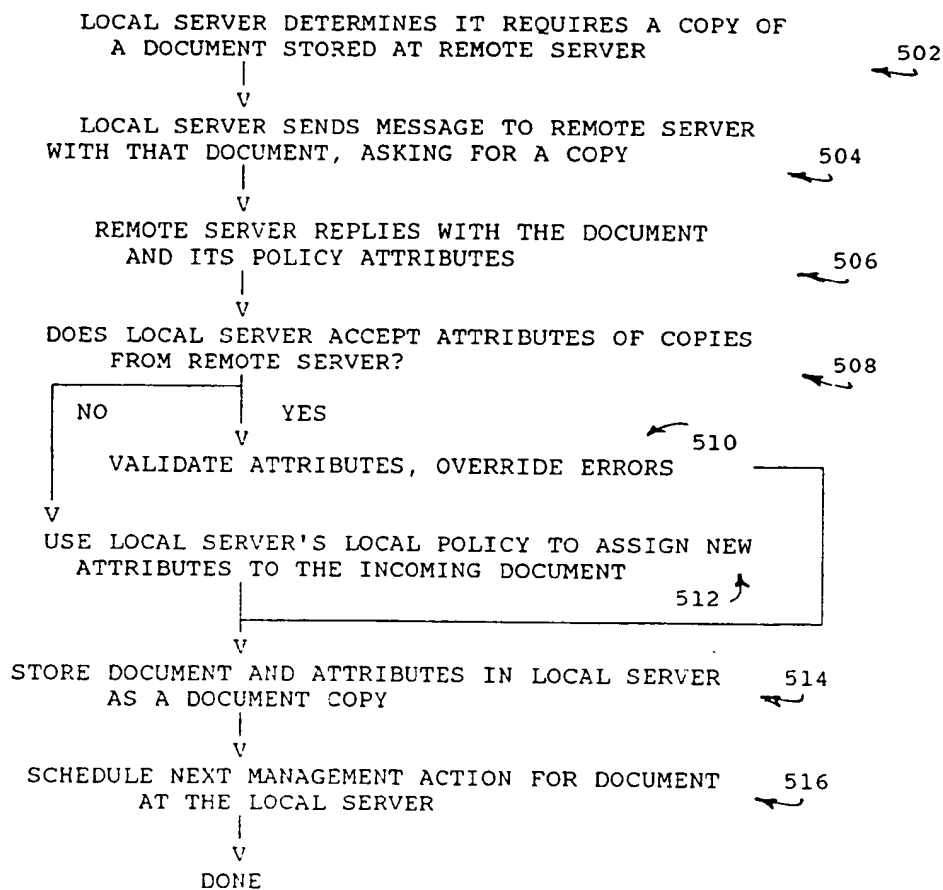 LOCAL SERVER DETERMINES IT REQUIRES A COPY OF
A DOCUMENT STORED AT REMOTE SERVER
502
V
LOCAL SERVER SENDS MESSAGE TO REMOTE SERVER
WITH THAT DOCUMENT, ASKING FOR A COPY
504
V
REMOTE SERVER REPLIES WITH THE DOCUMENT
AND ITS POLICY ATTRIBUTES
506
V
DOES LOCAL SERVER ACCEPT ATTRIBUTES OF COPIES
FROM REMOTE SERVER?
508
NO YES
V
510
VALIDATE ATTRIBUTES, OVERRIDE ERRORS
V
USE LOCAL SERVER'S LOCAL POLICY TO ASSIGN NEW
ATTRIBUTES TO THE INCOMING DOCUMENT
512
V
STORE DOCUMENT AND ATTRIBUTES IN LOCAL SERVER
AS A DOCUMENT COPY
514
V
SCHEDULE NEXT MANAGEMENT ACTION FOR DOCUMENT
AT THE LOCAL SERVER
516
V
DONE